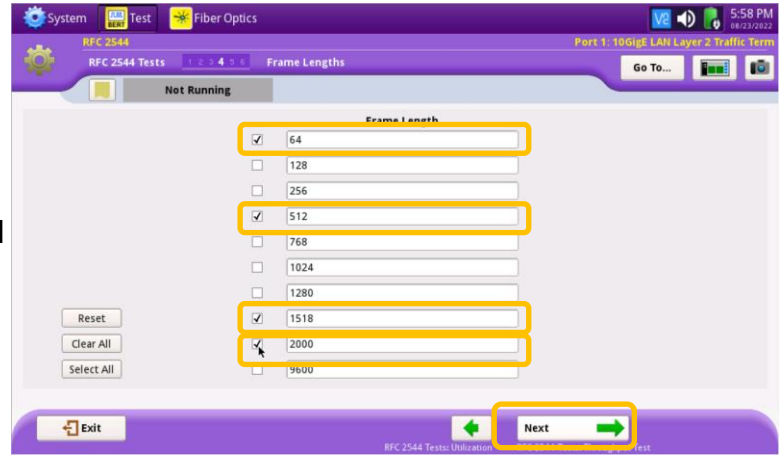 System Test Fiber Optics 5:58 PM
08/23/2022
RFC 2544 Port 1: 10GigE LAN Layer 2 Traffic Term
RFC 2544 Tests 1 2 3 4 5 6 Frame Lengths Go To...
Not Running
Frame Length
64
128
256
512
768
1024
1280
Reset 1518
Clear All 2000
Select All 9600
Exit Next
RFC 2544 Tests: Utilization